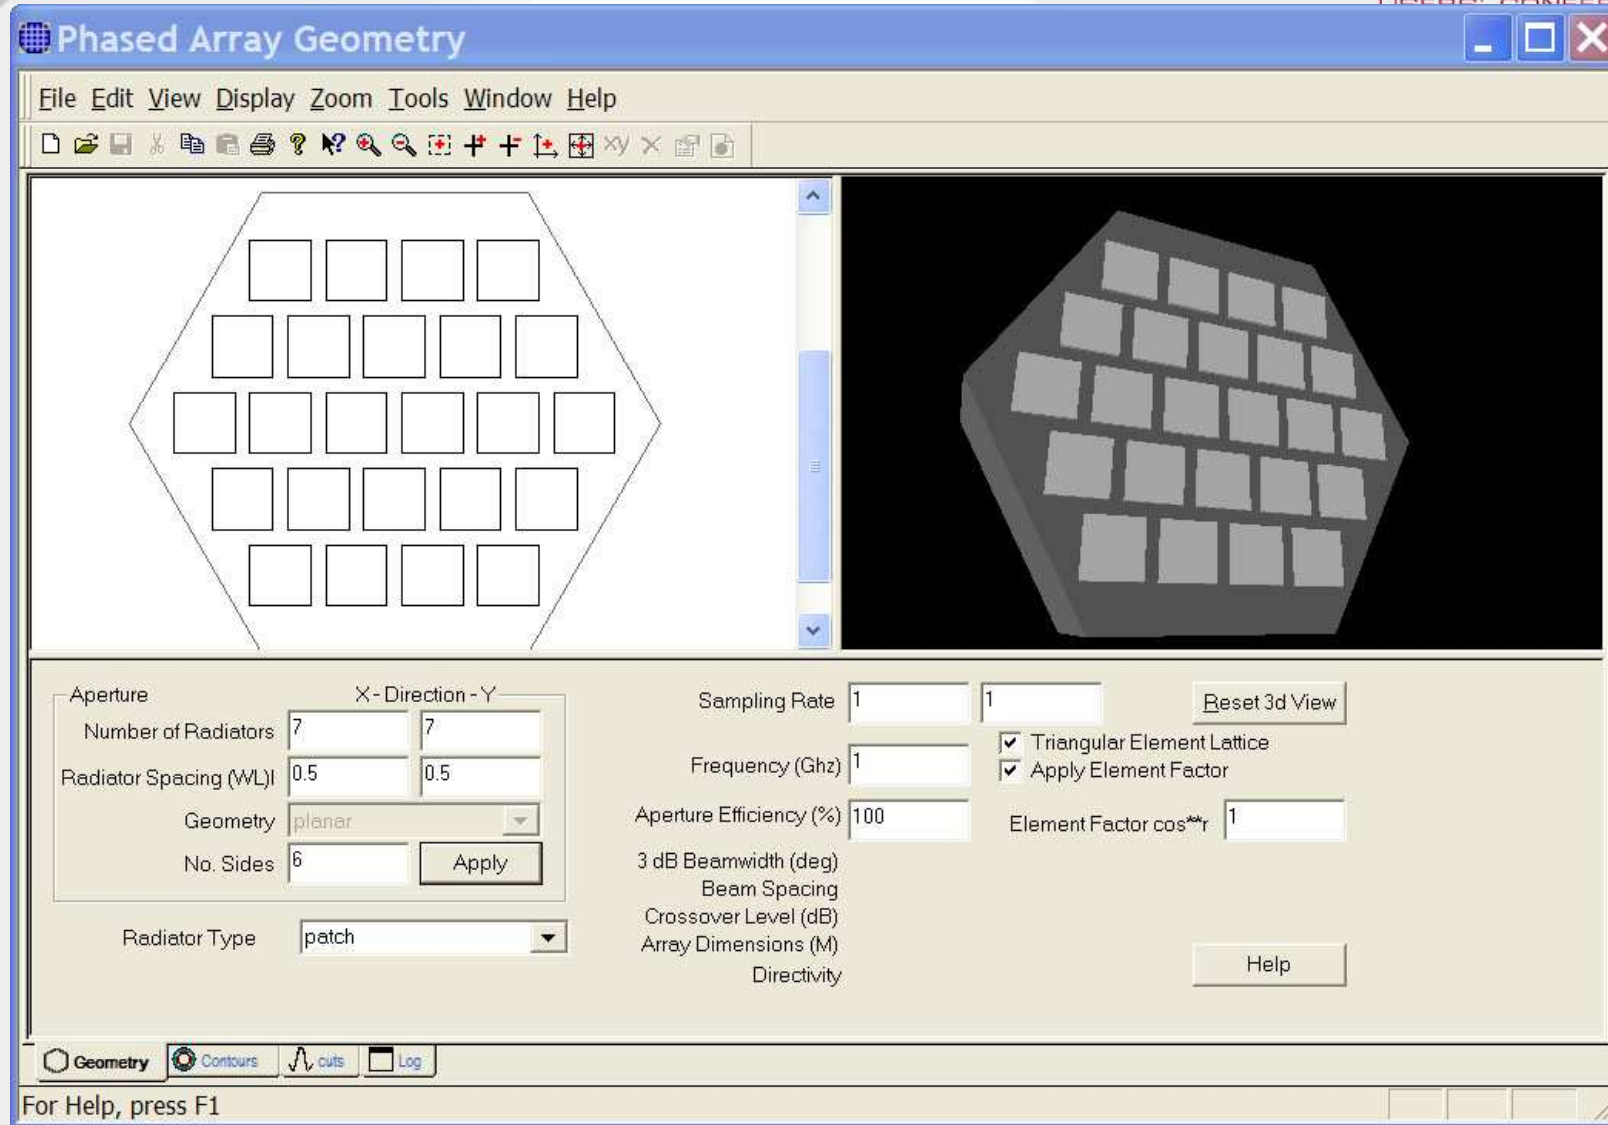 Phased Array Geometry
File Edit View Display Zoom Tools Window Help
Aperture X - Direction - Y
Number of Radiators 7 7
Radiator Spacing (WL)l 0.5 0.5
Geometry planar
No. Sides 6 Apply
Radiator Type patch
Sampling Rate 1 1
Reset 3d View
Triangular Element Lattice
Frequency (Ghz) 1
Apply Element Factor
Aperture Efficiency (%) 100
Element Factor cos**r 1
3 dB Beamwidth (deg)
Beam Spacing
Crossover Level (dB)
Array Dimensions (M)
Directivity
Help
Geometry Contours cuts Log
For Help, press F1